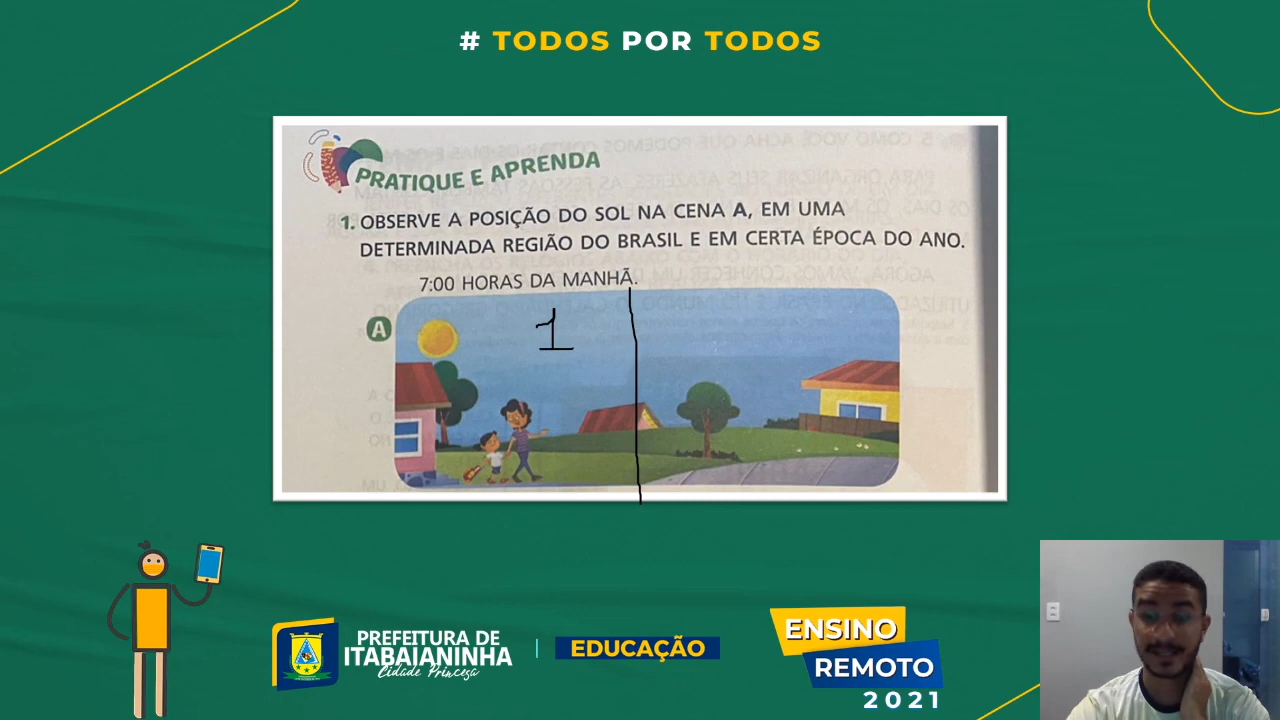 # TODOS POR TODOS
PRATIQUE E APRENDA
1. OBSERVE A POSIÇÃO DO SOL NA CENA A, EM UMA
DETERMINADA REGIÃO DO BRASIL E EM CERTA ÉPOCA DO ANO.
7:00 HORAS DA MANHÃ.
A
1
PREFEITURA DE
ITABAIANINHA
Cidade Princesa
EDUCAÇÃO
ENSINO
REMOTO
2021